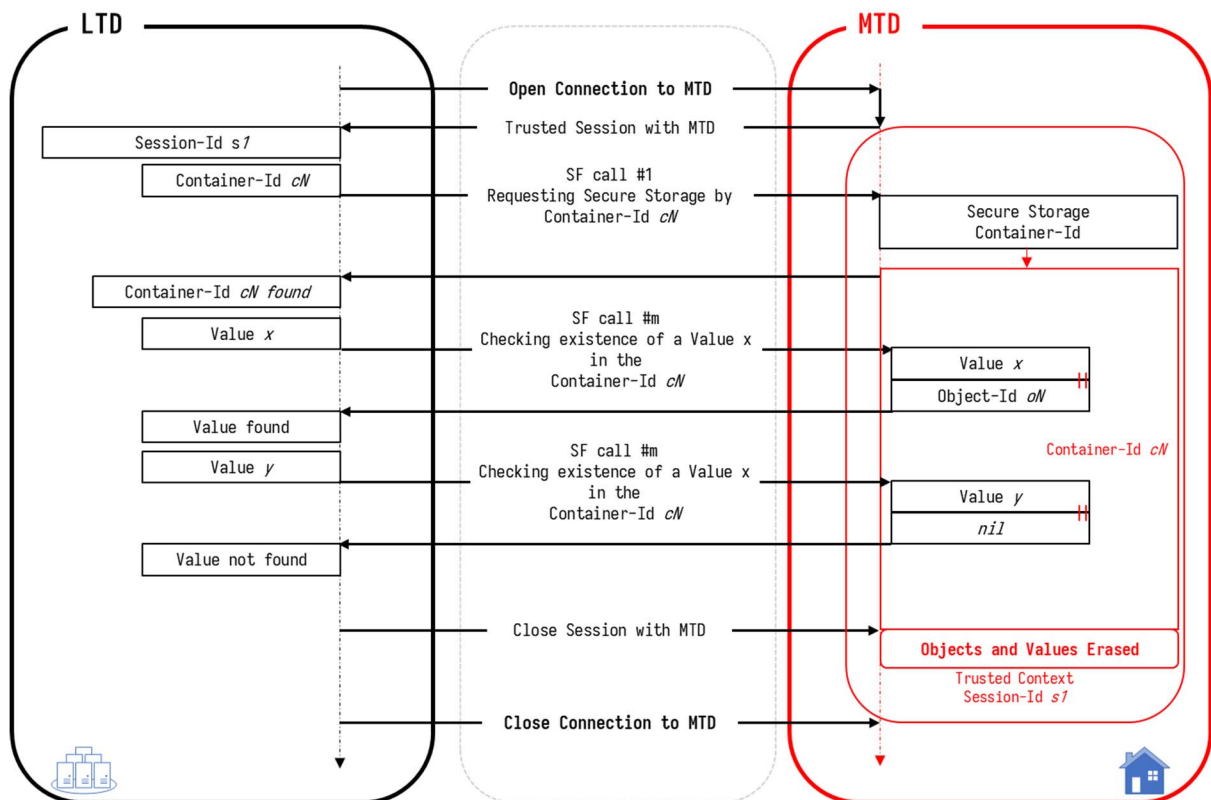 LTD
MTD
Open Connection to MTD
Trusted Session with MTD
Session-Id s1
Container-Id cN
SF call #1
Requesting Secure Storage by
Container-Id cN
Secure Storage
Container-Id
Container-Id cN found
Value x
SF call #m
Checking existence of a Value x
in the
Container-Id cN
Value x
Object-Id oN
Value found
Container-Id cN
Value y
SF call #m
Checking existence of a Value x
in the
Container-Id cN
Value y
nil
Value not found
Close Session with MTD
Objects and Values Erased
Trusted Context
Session-Id s1
Close Connection to MTD